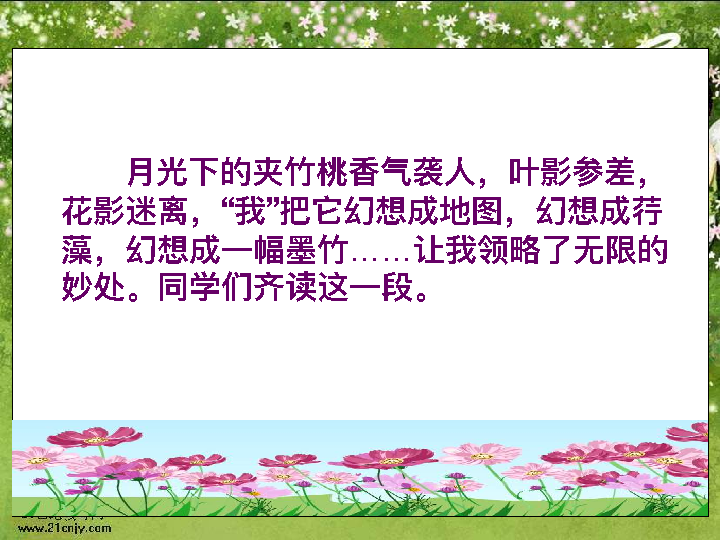 月光下的夹竹桃香气袭人，叶影参差，
花影迷离，“我”把它幻想成地图，幻想成荇
藻，幻想成一幅墨竹……让我领略了无限的
妙处。同学们齐读这一段。
www.21cnjy.com